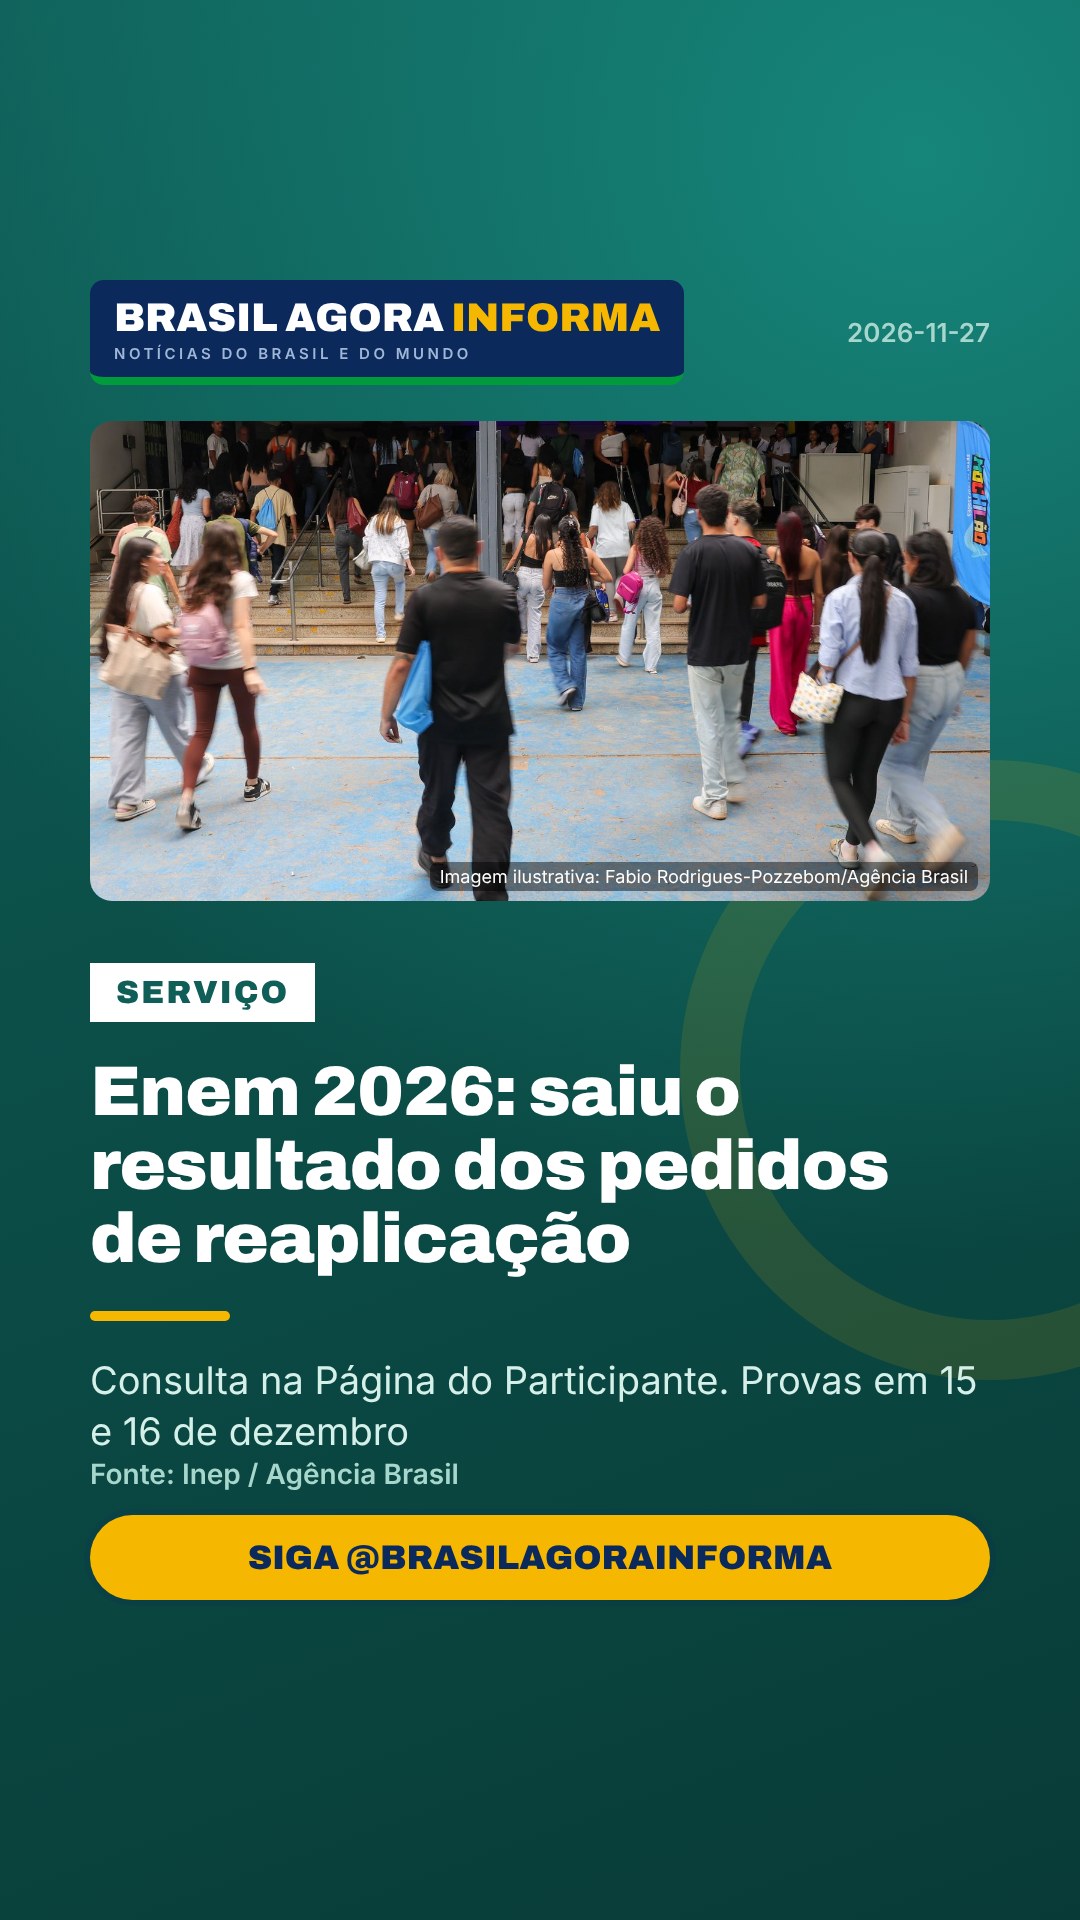 BRASIL AGORA INFORMA
NOTÍCIAS DO BRASIL E DO MUNDO
2026-11-27
MOCHILÃO
Imagem ilustrativa: Fabio Rodrigues-Pozzebom/Agência Brasil
SERVIÇO
Enem 2026: saiu o
resultado dos pedidos
de reaplicação
Consulta na Página do Participante. Provas em 15
e 16 de dezembro
Fonte: Inep / Agência Brasil
SIGA @BRASILAGORAINFORMA